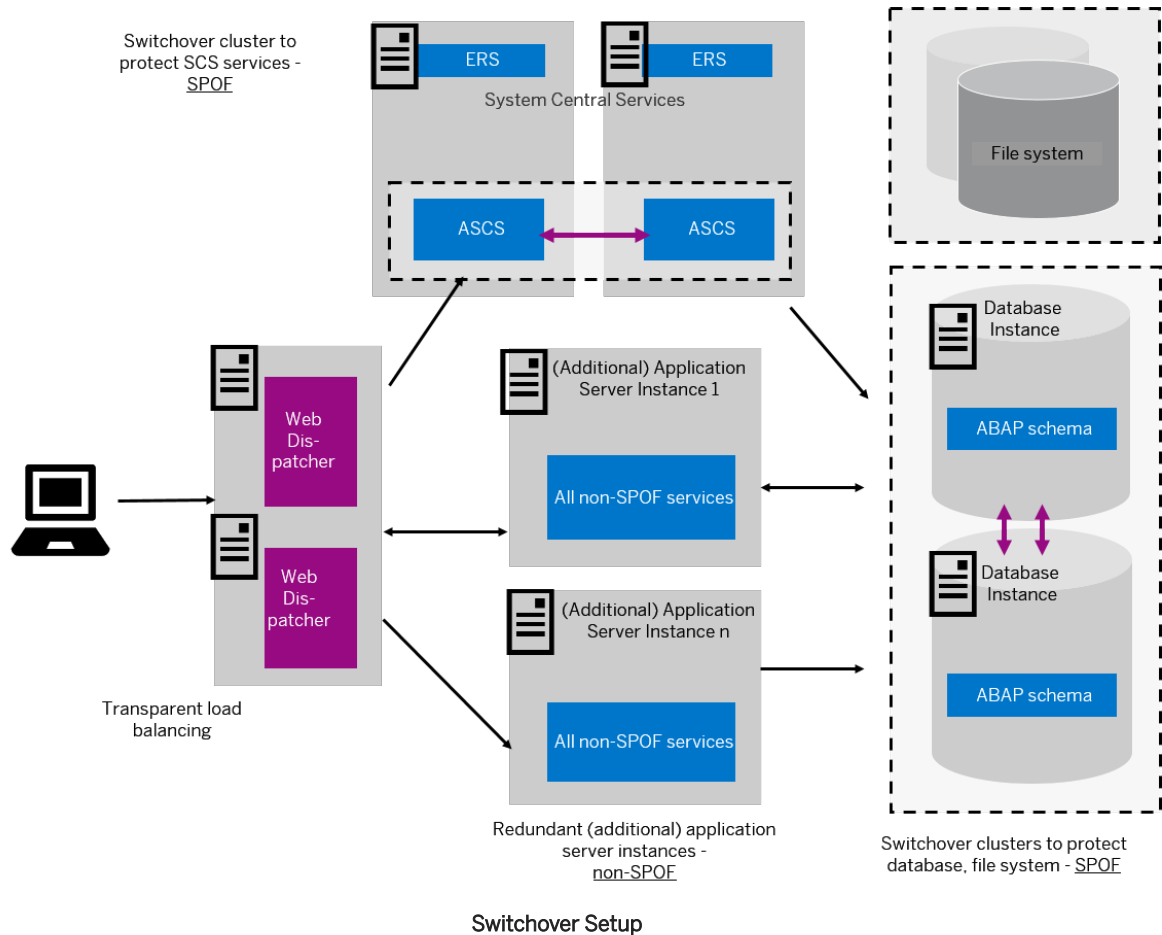 Switchover cluster to
protect SCS services -
SPOF
ERS
ERS
System Central Services
ASCS
ASCS
File system
Database
Instance
ABAP schema
Database
Instance
ABAP schema
Web
Dis-
patcher
Web
Dis-
patcher
Transparent load
balancing
(Additional) Application
Server Instance 1
All non-SPOF services
(Additional) Application
Server Instance n
All non-SPOF services
Redundant (additional) application
server instances -
non-SPOF
Switchover clusters to protect
database, file system - SPOF
Switchover Setup